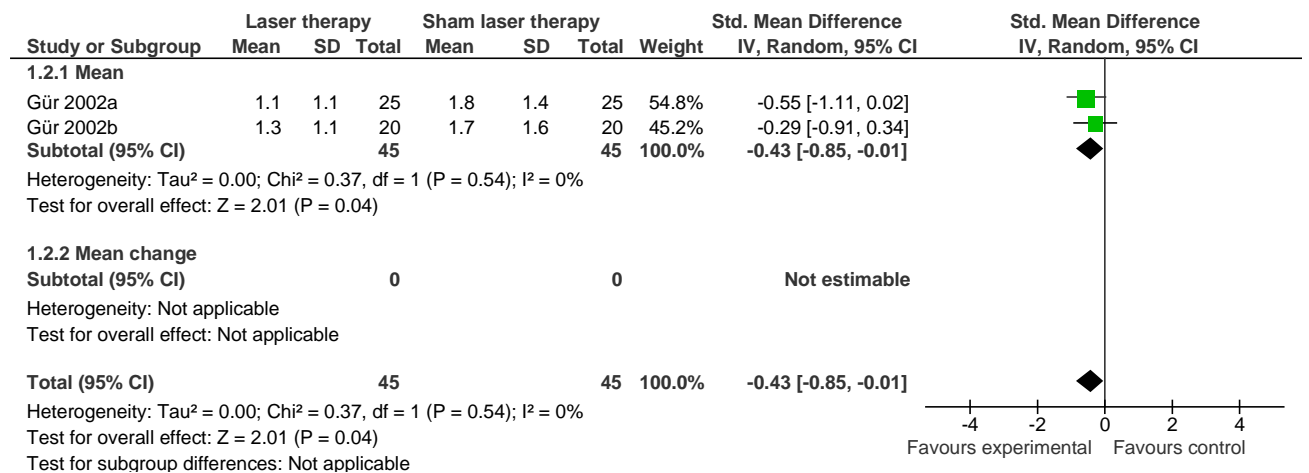 Laser therapy Sham laser therapy Std. Mean Difference Std. Mean Difference
Study or Subgroup Mean SD Total Mean SD Total Weight IV, Random, 95% CI IV, Random, 95% CI
1.2.1 Mean
Gür 2002a 1.1 1.1 25 1.8 1.4 25 54.8% -0.55 [-1.11, 0.02]
Gür 2002b 1.3 1.1 20 1.7 1.6 20 45.2% -0.29 [-0.91, 0.34]
Subtotal (95% CI) 45 45 100.0% -0.43 [-0.85, -0.01]
Heterogeneity: Tau² = 0.00; Chi² = 0.37, df = 1 (P = 0.54); I² = 0%
Test for overall effect: Z = 2.01 (P = 0.04)
1.2.2 Mean change
Subtotal (95% CI) 0 0 Not estimable
Heterogeneity: Not applicable
Test for overall effect: Not applicable
Total (95% CI) 45 45 100.0% -0.43 [-0.85, -0.01]
Heterogeneity: Tau² = 0.00; Chi² = 0.37, df = 1 (P = 0.54); I² = 0%
Test for overall effect: Z = 2.01 (P = 0.04)
Test for subgroup differences: Not applicable
-4 -2 0 2 4
Favours experimental Favours control